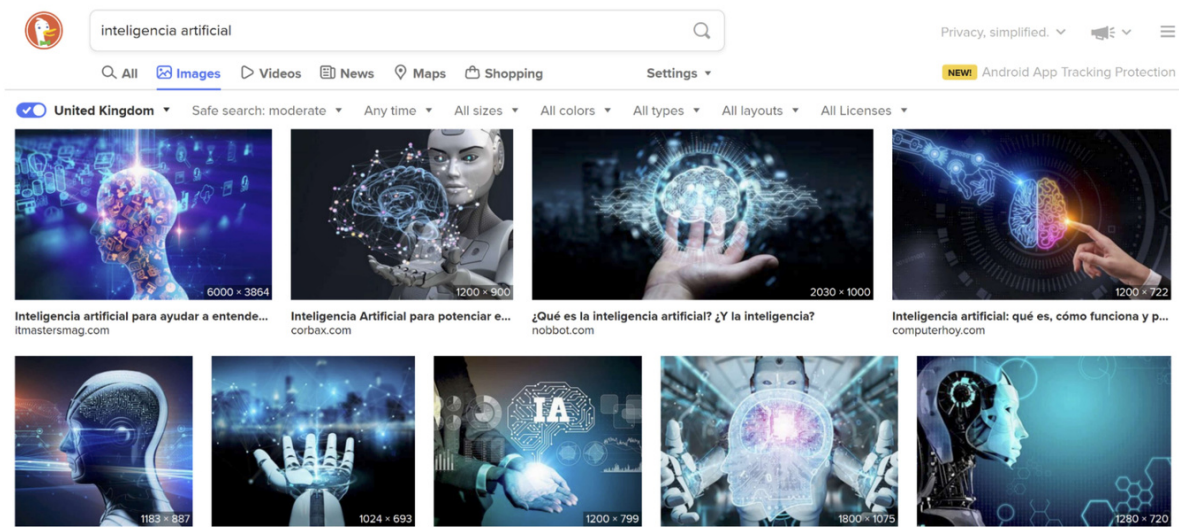 inteligencia artificial
Privacy, simplified.
All Images Videos News Maps Shopping Settings
NEW! Android App Tracking Protection
United Kingdom Safe search: moderate Any time All sizes All colors All types All layouts All Licenses
6000 × 3864
1200 × 900
2030 × 1000
1200 × 722
Inteligencia artificial para ayudar a entende...
itmastersmag.com
Inteligencia Artificial para potenciar e...
corbax.com
¿Qué es la inteligencia artificial? ¿Y la inteligencia?
nobbot.com
Inteligencia artificial: qué es, cómo funciona y p...
computerhoy.com
IA
1183 × 887
1024 × 693
1200 × 799
1800 × 1075
1280 × 720